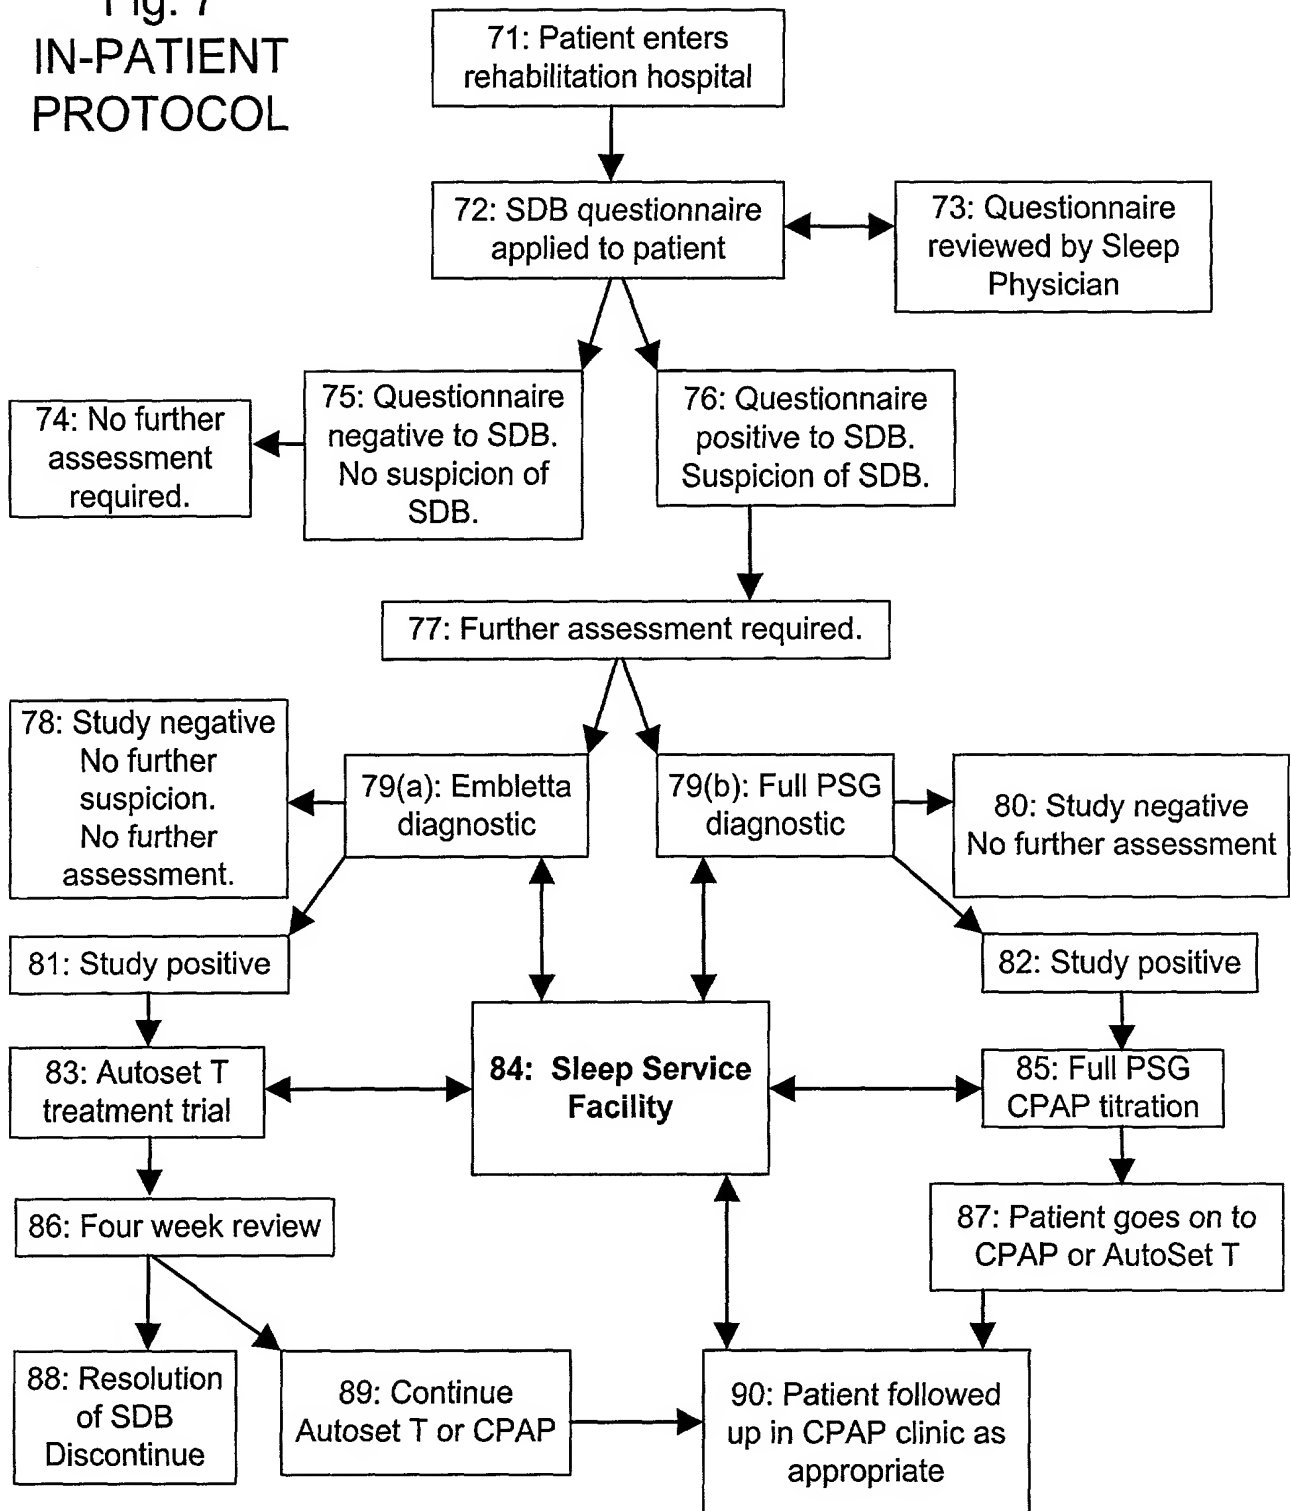 Fig. 7
IN-PATIENT
PROTOCOL
71: Patient enters
rehabilitation hospital
72: SDB questionnaire
applied to patient
73: Questionnaire
reviewed by Sleep
Physician
74: No further
assessment
required.
75: Questionnaire
negative to SDB.
No suspicion of
SDB.
76: Questionnaire
positive to SDB.
Suspicion of SDB.
77: Further assessment required.
78: Study negative
No further
suspicion.
No further
assessment.
79(a): Embletta
diagnostic
79(b): Full PSG
diagnostic
80: Study negative
No further assessment
81: Study positive
82: Study positive
83: Autoset T
treatment trial
84: Sleep Service
Facility
85: Full PSG
CPAP titration
86: Four week review
87: Patient goes on to
CPAP or AutoSet T
88: Resolution
of SDB
Discontinue
89: Continue
Autoset T or CPAP
90: Patient followed
up in CPAP clinic as
appropriate